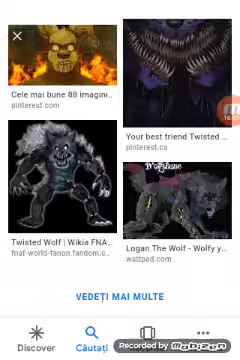 Cele mai bune 88 imagini...
pinterest.com
Your best friend Twisted ...
pinterest.ca
Twisted Wolf | Wikia FNA...
fnaf-world-fanon.fandom.c...
Logan The Wolf - Wolfy y...
wattpad.com
VEDEȚI MAI MULTE
Discover
Căutați
Recorded by
MOBIZEN